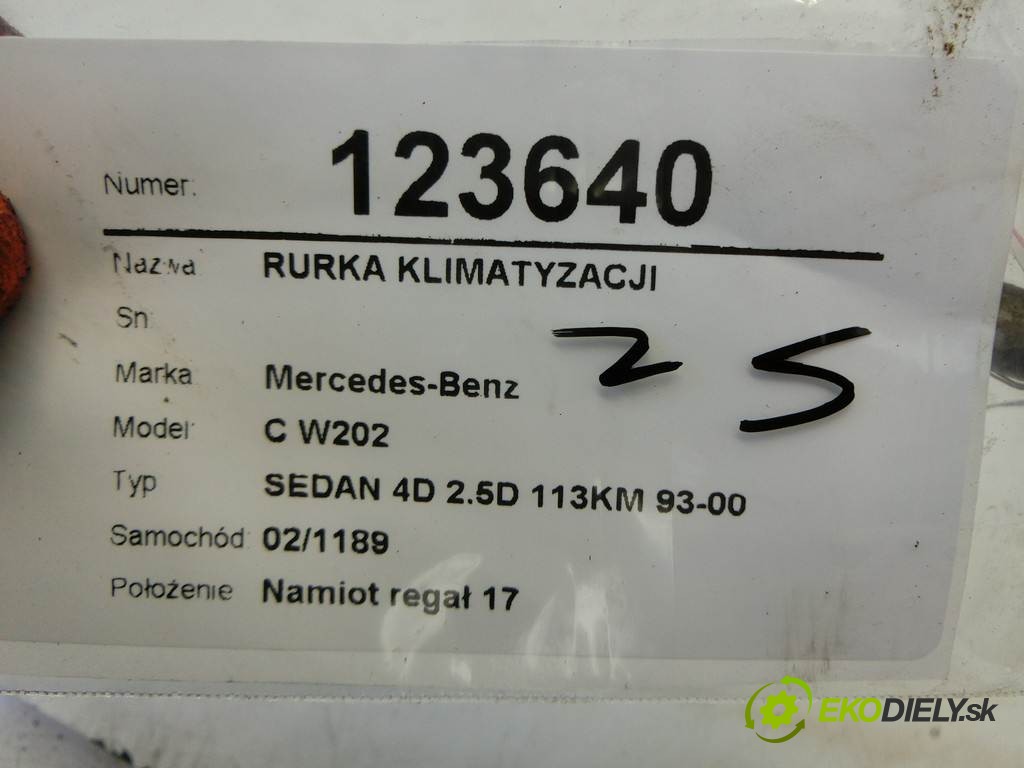 Numer: 123640
Nazwa RURKA KLIMATYZACJI
Sn
25
Marka Mercedes-Benz
Model: C W202
Typ SEDAN 4D 2.5D 113KM 93-00
Samochód 02/1189
Położenie Namiot regał 17
EKODIELY.sk